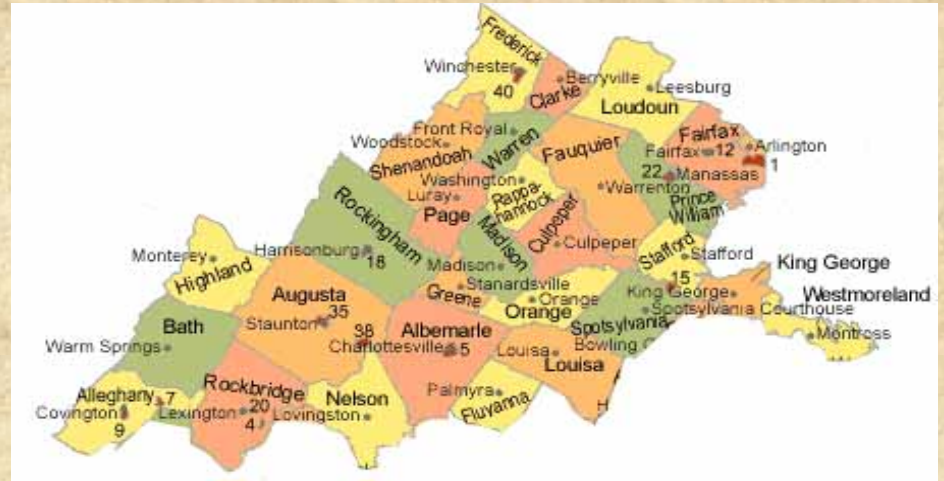 Frederick
Winchester
40
Clarke
Berryville
Leesburg
Loudoun
Front Royal
Woodstock
Warren
Shenandoah
Fauquier
Fairfax
Fairfax 12
Arlington
1
Washington
22
Manassas
Luray
Page
Rappa-
hannock
Warrenton
Prince
William
Rockingham
Madison
Culpeper
Culpeper
Stafford
Stafford
Monterey
Highland
Harrisonburg
18
Madison
15
King George
King George
Augusta
35
Greene
Stanardsville
Orange
Orange
Westmoreland
Spotsylvania Courthouse
Bath
Staunton
38
Albemarle
Spotsylvania
Montross
Warm Springs
Charlottesville
5
Louisa
Bowling
Louisa
Alleghany
7
Rockbridge
Nelson
Palmyra
Fluvanna
Covington
9
Lexington
20
4
Lovingston
H